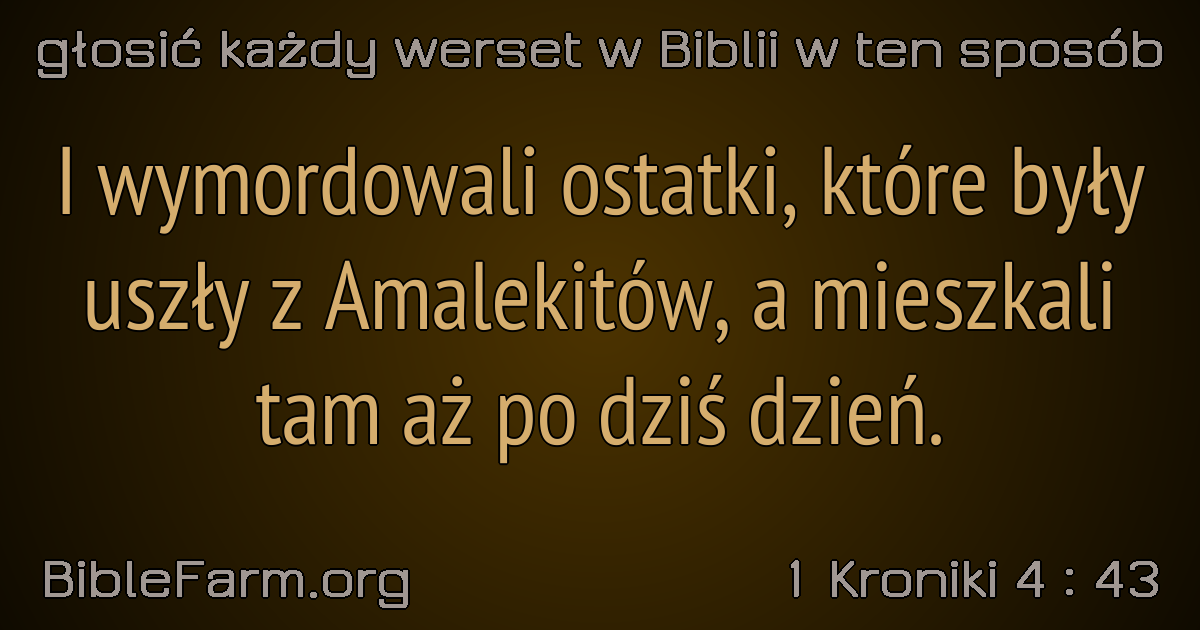 głosić każdy werset w Biblii w ten sposób
I wymordowali ostatki, które były
uszły z Amalekitów, a mieszkali
tam aż po dziś dzień.
BibleFarm.org
1 Kroniki 4 : 43